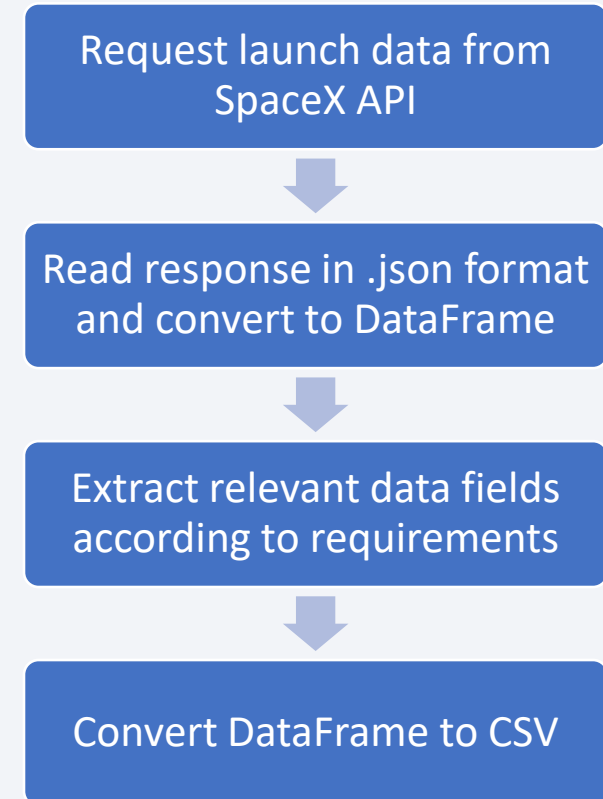 Request launch data from
SpaceX API
Read response in .json format
and convert to DataFrame
Extract relevant data fields
according to requirements
Convert DataFrame to CSV